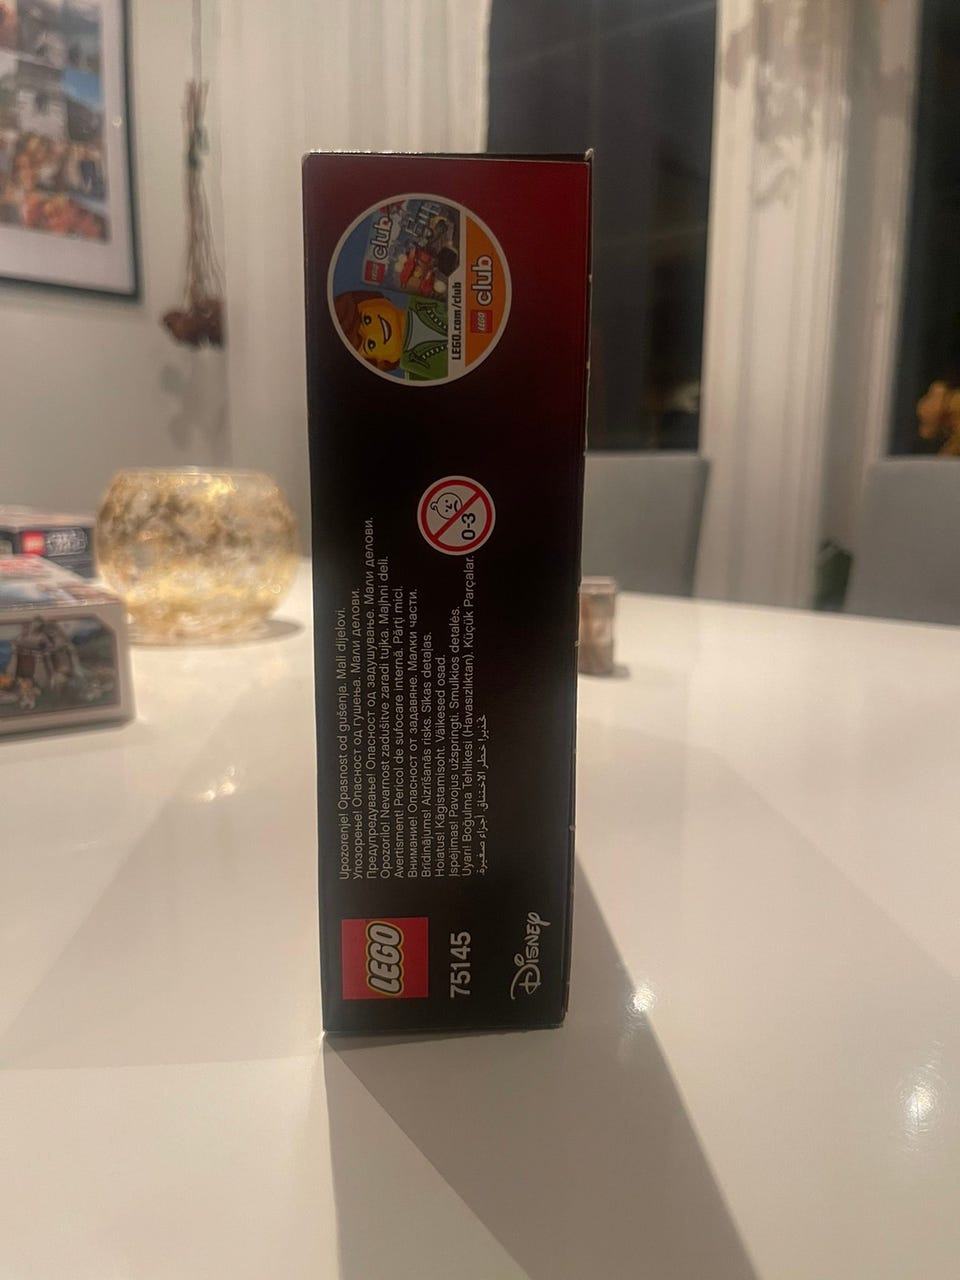 LEGO
club
LEGO.com/club
LEGO
club
0-3
Upozorenje! Opasnost od gušenja. Mali dijelovi.
Упозорење! Опасност од гушења. Мали делови.
Предупредување! Опасност од задушување. Мали делови.
Opozorilo! Nevarnost zadušitve zaradi tujka. Majhni deli.
Avertisment! Pericol de sufocare internă. Părţi mici.
Внимание! Опасност от задавяне. Малки части.
Brīdinājums! Aizrīšanās risks. Sīkas detaļas.
Hoiatus! Kägistamisoht. Väikesed osad.
Įspėjimas! Pavojus užspringti. Smulkios detalės.
Uyarı! Boğulma Tehlikesi (Havasızlıktan). Küçük Parçalar.
تحذير! خطر الاختناق. أجزاء صغيرة.
LEGO
75145
Disney